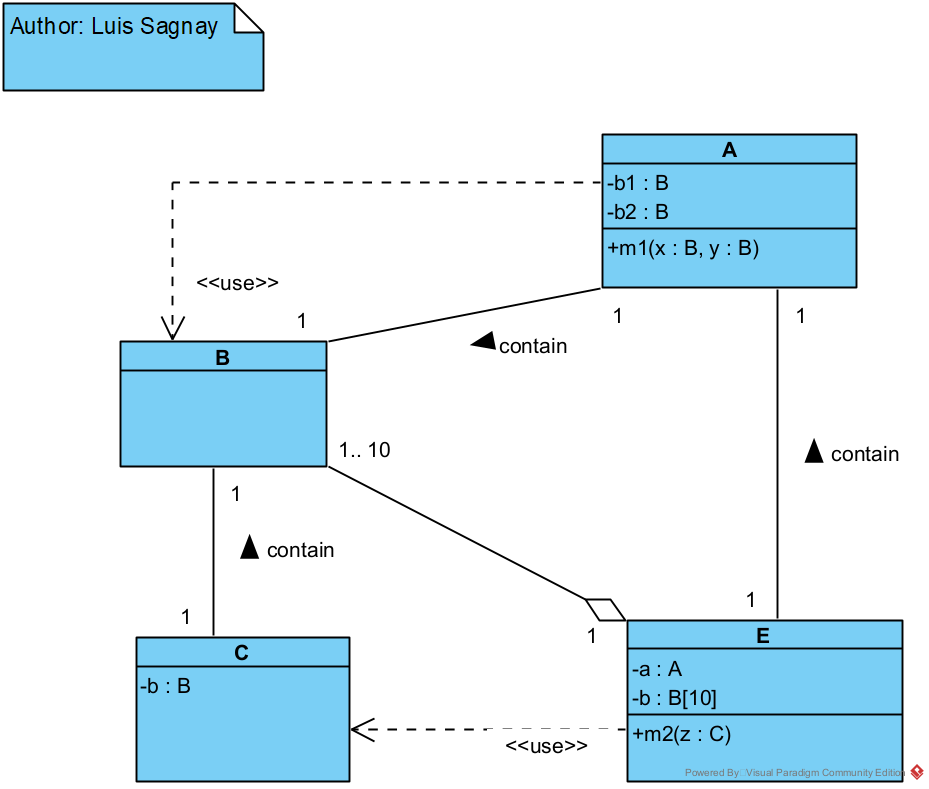 Author: Luis Sagnay
A
-b1 : B
-b2 : B
+m1(x : B, y : B)
<<use>>
1
1
1
contain
B
contain
1.. 10
1
contain
1
1
1
C
-b : B
E
-a : A
-b : B[10]
+m2(z : C)
<<use>>
Powered By: Visual Paradigm Community Edition